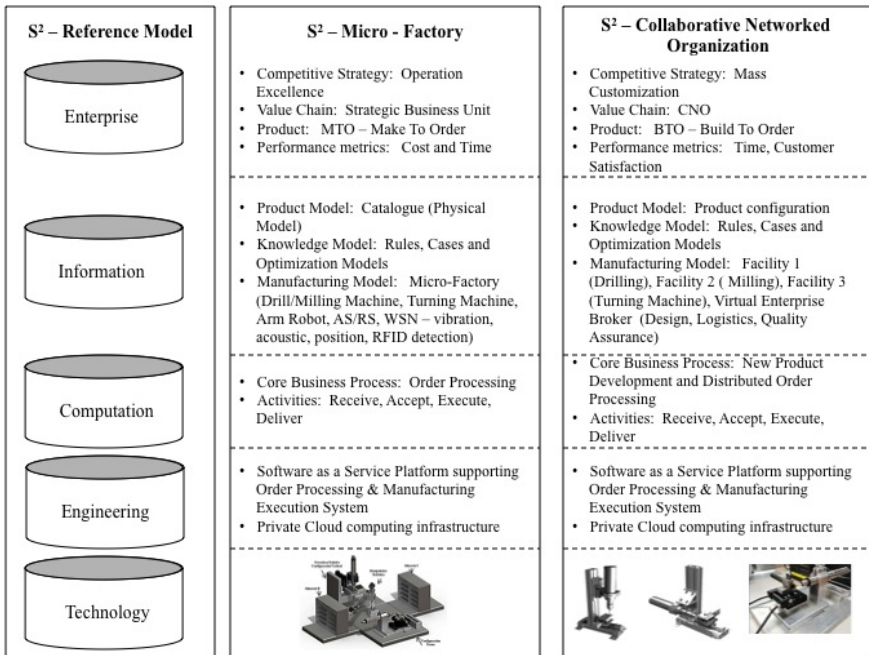 S² – Reference Model
Enterprise
Information
Computation
Engineering
Technology
S² – Micro - Factory
• Competitive Strategy: Operation
Excellence
• Value Chain: Strategic Business Unit
• Product: MTO – Make To Order
• Performance metrics: Cost and Time
• Product Model: Catalogue (Physical
Model)
• Knowledge Model: Rules, Cases and
Optimization Models
• Manufacturing Model: Micro-Factory
(Drill/Milling Machine, Turning Machine,
Arm Robot, AS/RS, WSN – vibration,
acoustic, position, RFID detection)
• Core Business Process: Order Processing
• Activities: Receive, Accept, Execute,
Deliver
• Software as a Service Platform supporting
Order Processing & Manufacturing
Execution System
• Private Cloud computing infrastructure
S² – Collaborative Networked
Organization
• Competitive Strategy: Mass
Customization
• Value Chain: CNO
• Product: BTO – Build To Order
• Performance metrics: Time, Customer
Satisfaction
• Product Model: Product configuration
• Knowledge Model: Rules, Cases and
Optimization Models
• Manufacturing Model: Facility 1
(Drilling), Facility 2 ( Milling), Facility 3
(Turning Machine), Virtual Enterprise
Broker (Design, Logistics, Quality
Assurance)
• Core Business Process: New Product
Development and Distributed Order
Processing
• Activities: Receive, Accept, Execute,
Deliver
• Software as a Service Platform supporting
Order Processing & Manufacturing
Execution System
• Private Cloud computing infrastructure